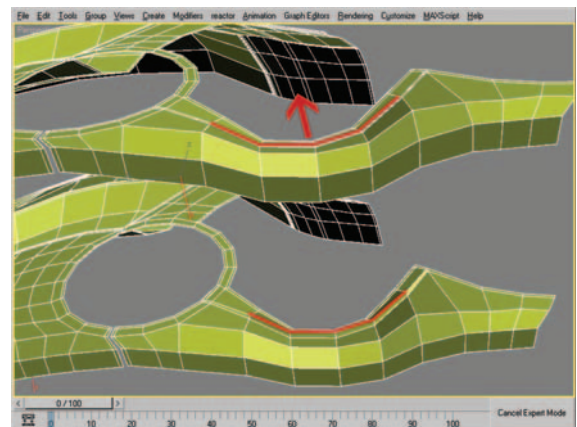 File Edit Tools Group Views Create Modifiers reactor Animation Graph Editors Rendering Customize MAXScript Help
< 0 / 100 >
0 10 20 30 40 50 60 70 80 90 100
Cancel Expert Mode